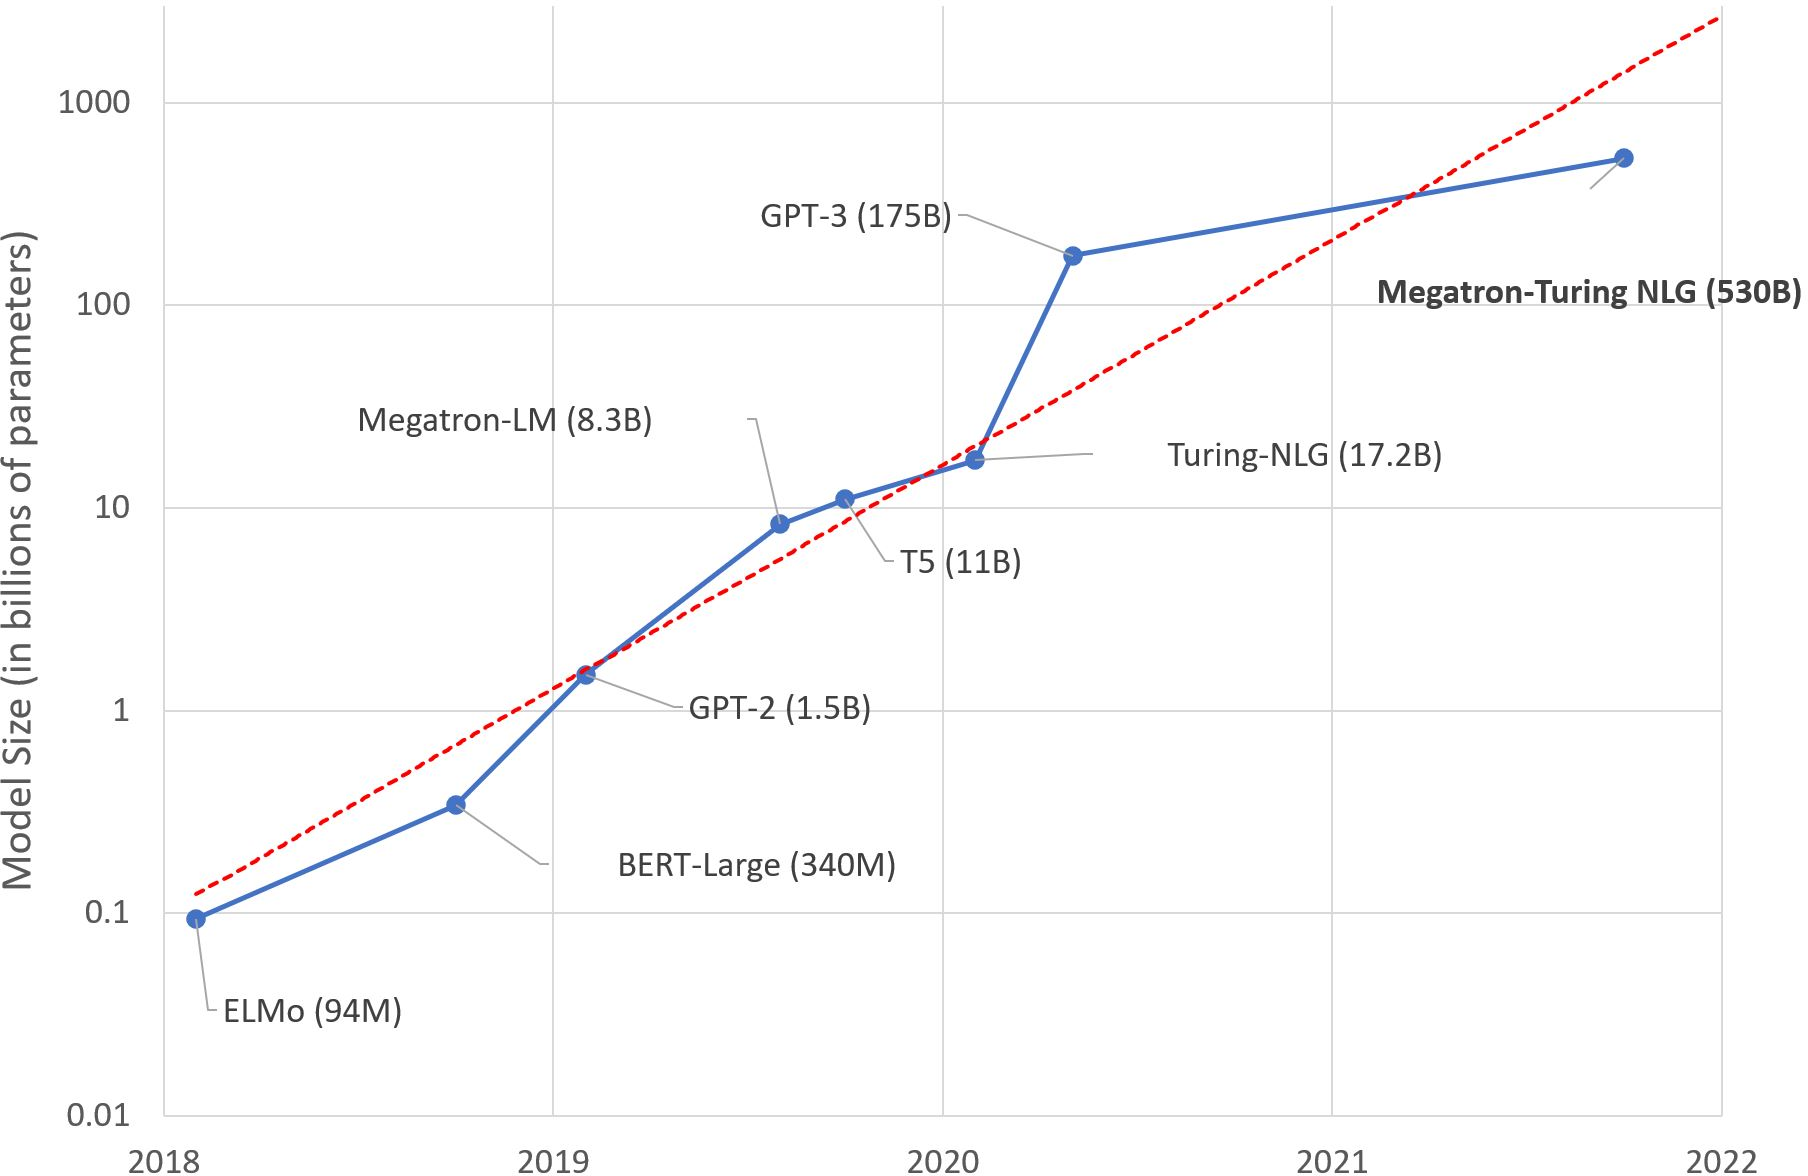 Model Size (in billions of parameters)
1000
100
10
1
0.1
0.01
2018
2019
2020
2021
2022
GPT-3 (175B)
Megatron-Turing NLG (530B)
Megatron-LM (8.3B)
Turing-NLG (17.2B)
T5 (11B)
GPT-2 (1.5B)
BERT-Large (340M)
ELMo (94M)